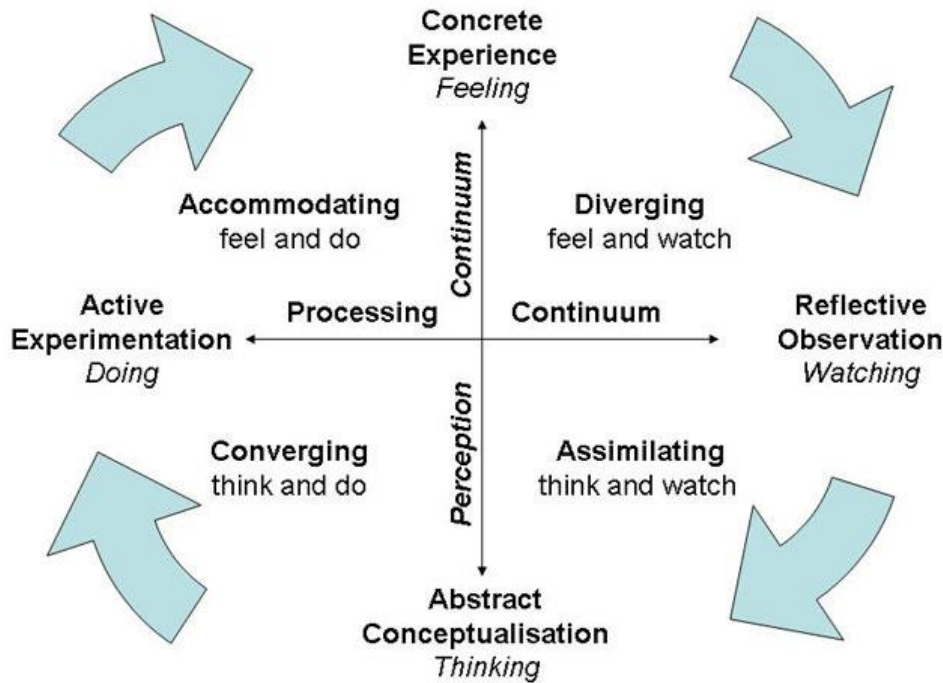 Concrete
Experience
Feeling
Accommodating
feel and do
Continuum
Diverging
feel and watch
Active
Experimentation
Doing
Processing
Continuum
Reflective
Observation
Watching
Converging
think and do
Perception
Assimilating
think and watch
Abstract
Conceptualisation
Thinking